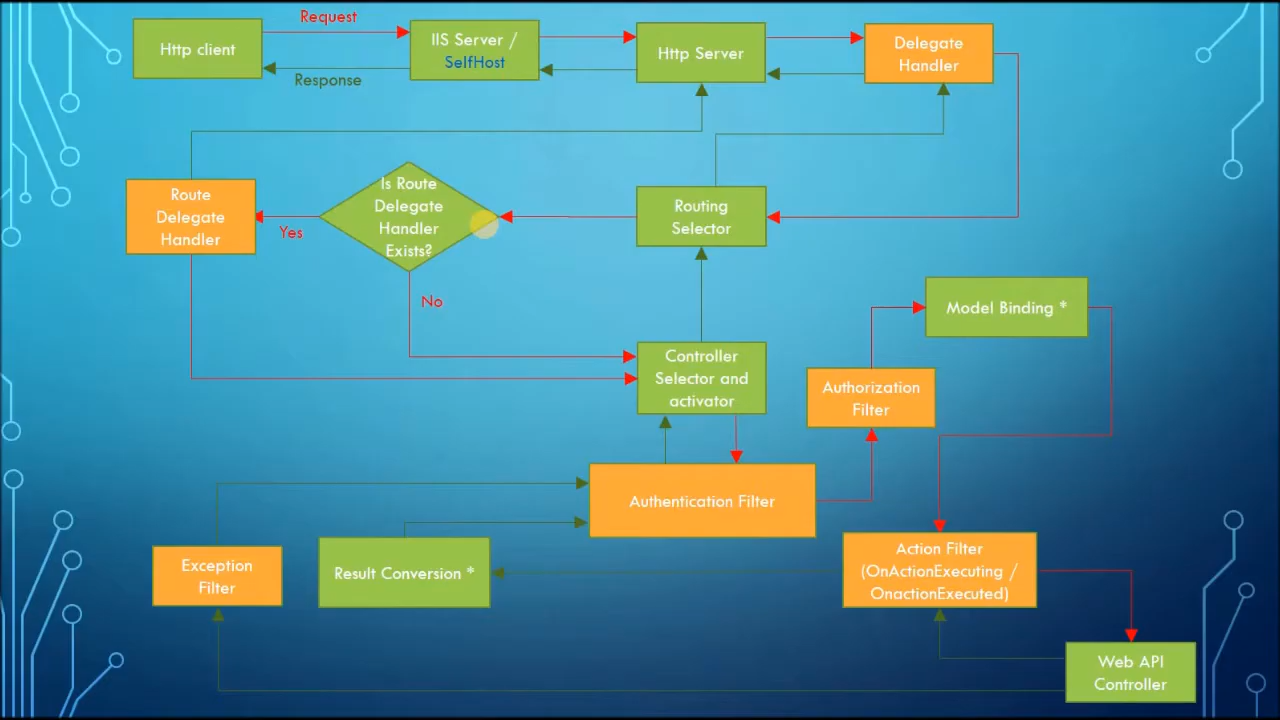 Http client
Request
Response
IIS Server /
SelfHost
Http Server
Delegate
Handler
Route
Delegate
Handler
Yes
Is Route
Delegate
Handler
Exists?
No
Routing
Selector
Model Binding *
Controller
Selector and
activator
Authorization
Filter
Authentication Filter
Exception
Filter
Result Conversion *
Action Filter
(OnActionExecuting /
OnactionExecuted)
Web API
Controller